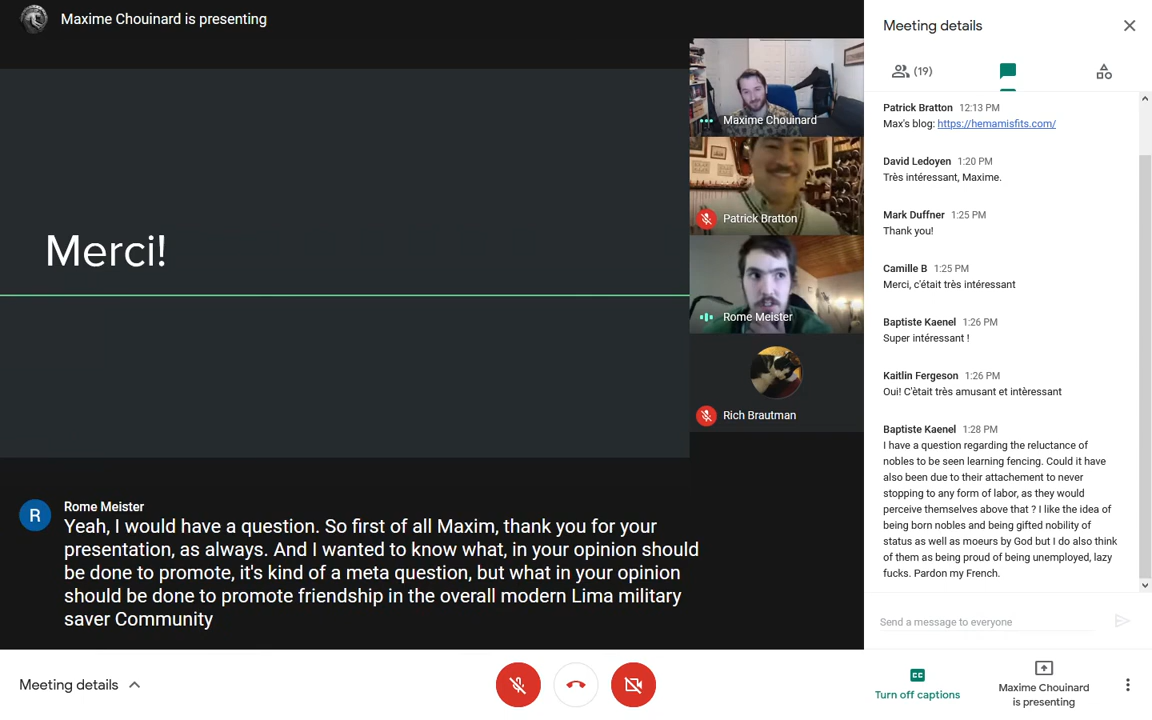 Maxime Chouinard is presenting
Merci!
Maxime Chouinard
Patrick Bratton
Rome Meister
Rich Brautman
R
Rome Meister
Yeah, I would have a question. So first of all Maxim, thank you for your
presentation, as always. And I wanted to know what, in your opinion should
be done to promote, it's kind of a meta question, but what in your opinion
should be done to promote friendship in the overall modern Lima military
saver Community
Meeting details
Meeting details
(19)
Patrick Bratton 12:13 PM
Max's blog: https://hemamisfits.com/
David Ledoyen 1:20 PM
Très intéressant, Maxime.
Mark Duffner 1:25 PM
Thank you!
Camille B 1:25 PM
Merci, c'était très intéressant
Baptiste Kaenel 1:26 PM
Super intéressant !
Kaitlin Fergeson 1:26 PM
Oui! C'ètait très amusant et intèressant
Baptiste Kaenel 1:28 PM
I have a question regarding the reluctance of
nobles to be seen learning fencing. Could it have
also been due to their attachement to never
stopping to any form of labor, as they would
perceive themselves above that ? I like the idea of
being born nobles and being gifted nobility of
status as well as moeurs by God but I do also think
of them as being proud of being unemployed, lazy
fucks. Pardon my French.
Send a message to everyone
CC
Turn off captions
Maxime Chouinard
is presenting